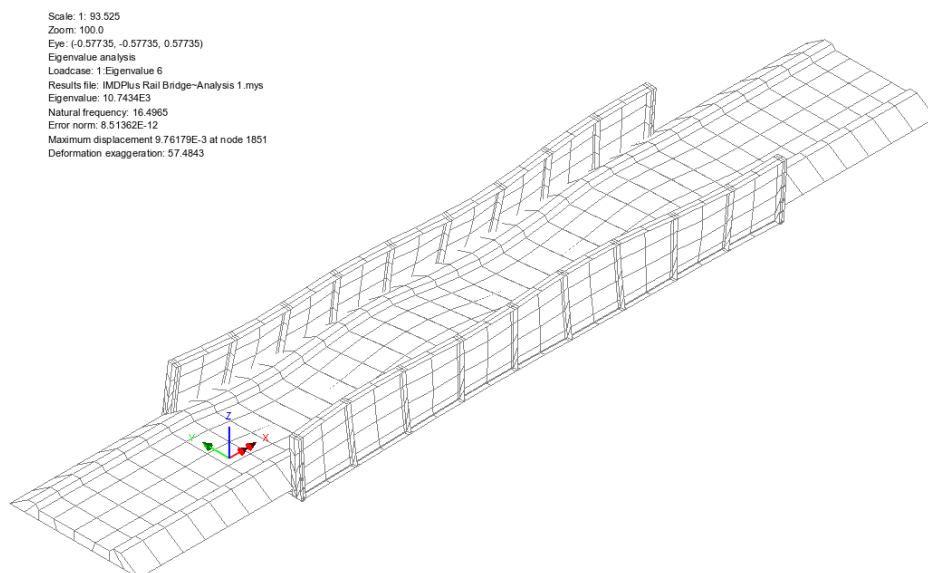 Scale: 1: 93.525
Zoom: 100.0
Eye: (-0.57735, -0.57735, 0.57735)
Eigenvalue analysis
Loadcase: 1:Eigenvalue 6
Results file: IMDPlus Rail Bridge~Analysis 1.mys
Eigenvalue: 10.7434E3
Natural frequency: 16.4965
Error norm: 8.51362E-12
Maximum displacement 9.76179E-3 at node 1851
Deformation exaggeration: 57.4843
Z
Y
X